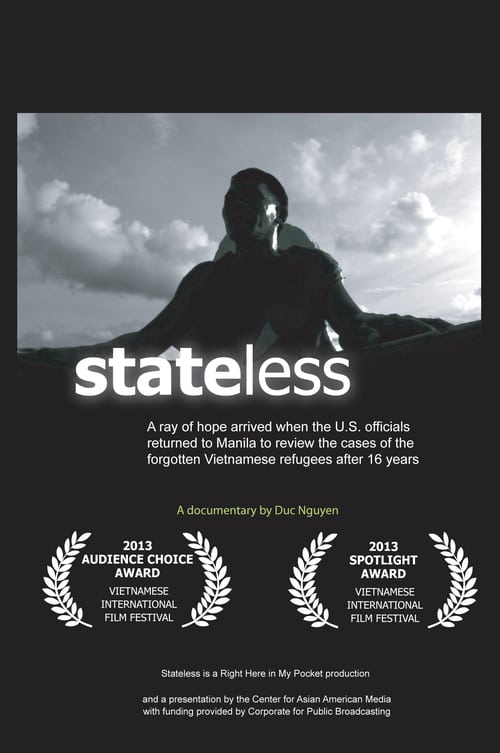 stateless
A ray of hope arrived when the U.S. officials
returned to Manila to review the cases of the
forgotten Vietnamese refugees after 16 years
A documentary by Duc Nguyen
2013
AUDIENCE CHOICE
AWARD
VIETNAMESE
INTERNATIONAL
FILM FESTIVAL
2013
SPOTLIGHT
AWARD
VIETNAMESE
INTERNATIONAL
FILM FESTIVAL
Stateless is a Right Here in My Pocket production
and a presentation by the Center for Asian American Media
with funding provided by Corporate for Public Broadcasting